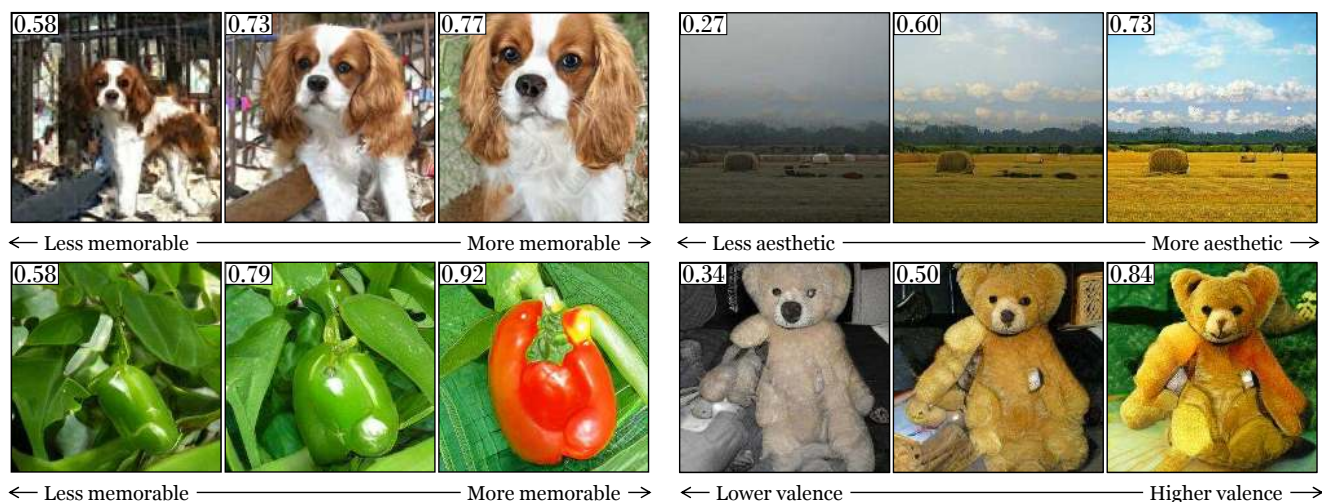 0.58 0.73 0.77 0.27 0.60 0.73
← Less memorable More memorable → ← Less aesthetic More aesthetic →
0.58 0.79 0.92 0.34 0.50 0.84
← Less memorable More memorable → ← Lower valence Higher valence →